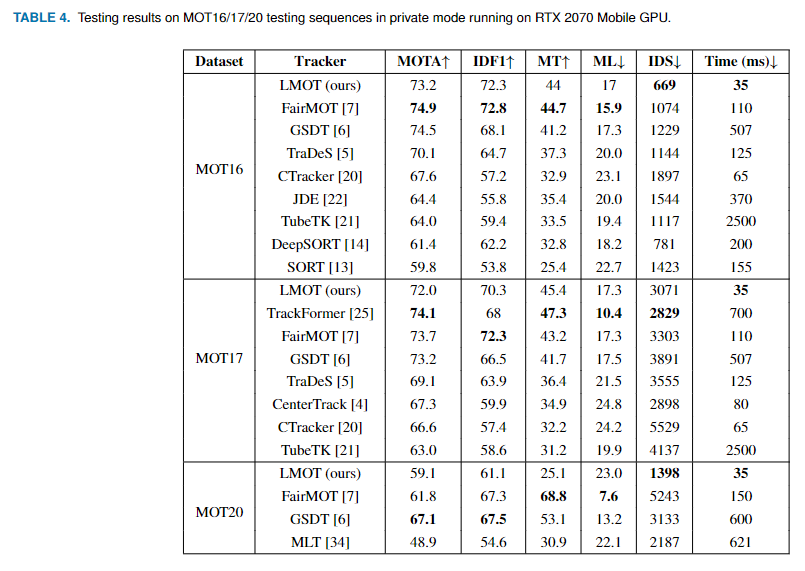 TABLE 4. Testing results on MOT16/17/20 testing sequences in private mode running on RTX 2070 Mobile GPU.
Dataset Tracker MOTA↑ IDF1↑ MT↑ ML↓ IDS↓ Time (ms)↓
MOT16
LMOT (ours) 73.2 72.3 44 17 669 35
FairMOT [7] 74.9 72.8 44.7 15.9 1074 110
GSDT [6] 74.5 68.1 41.2 17.3 1229 507
TraDeS [5] 70.1 64.7 37.3 20.0 1144 125
CTracker [20] 67.6 57.2 32.9 23.1 1897 65
JDE [22] 64.4 55.8 35.4 20.0 1544 370
TubeTK [21] 64.0 59.4 33.5 19.4 1117 2500
DeepSORT [14] 61.4 62.2 32.8 18.2 781 200
SORT [13] 59.8 53.8 25.4 22.7 1423 155
MOT17
LMOT (ours) 72.0 70.3 45.4 17.3 3071 35
TrackFormer [25] 74.1 68 47.3 10.4 2829 700
FairMOT [7] 73.7 72.3 43.2 17.3 3303 110
GSDT [6] 73.2 66.5 41.7 17.5 3891 507
TraDeS [5] 69.1 63.9 36.4 21.5 3555 125
CenterTrack [4] 67.3 59.9 34.9 24.8 2898 80
CTracker [20] 66.6 57.4 32.2 24.2 5529 65
TubeTK [21] 63.0 58.6 31.2 19.9 4137 2500
MOT20
LMOT (ours) 59.1 61.1 25.1 23.0 1398 35
FairMOT [7] 61.8 67.3 68.8 7.6 5243 150
GSDT [6] 67.1 67.5 53.1 13.2 3133 600
MLT [34] 48.9 54.6 30.9 22.1 2187 621